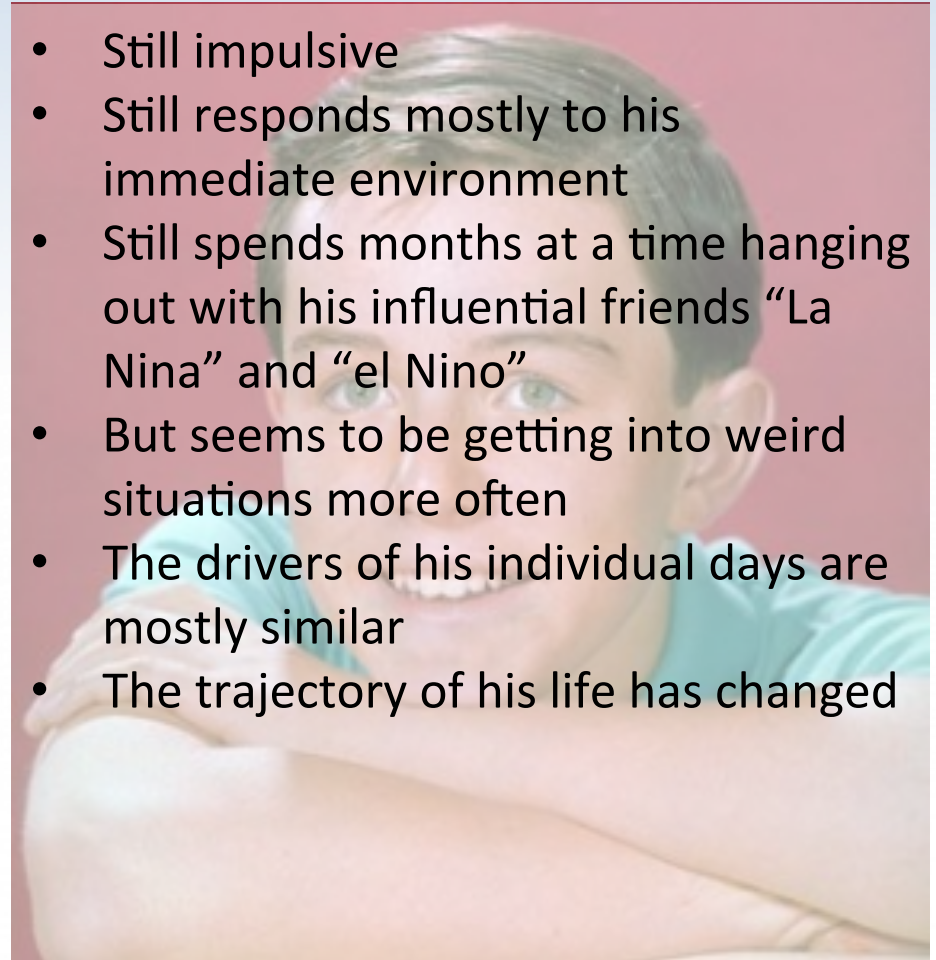 • Still impulsive
• Still responds mostly to his
immediate environment
• Still spends months at a time hanging
out with his influential friends “La
Nina” and “el Nino”
• But seems to be getting into weird
situations more often
• The drivers of his individual days are
mostly similar
• The trajectory of his life has changed